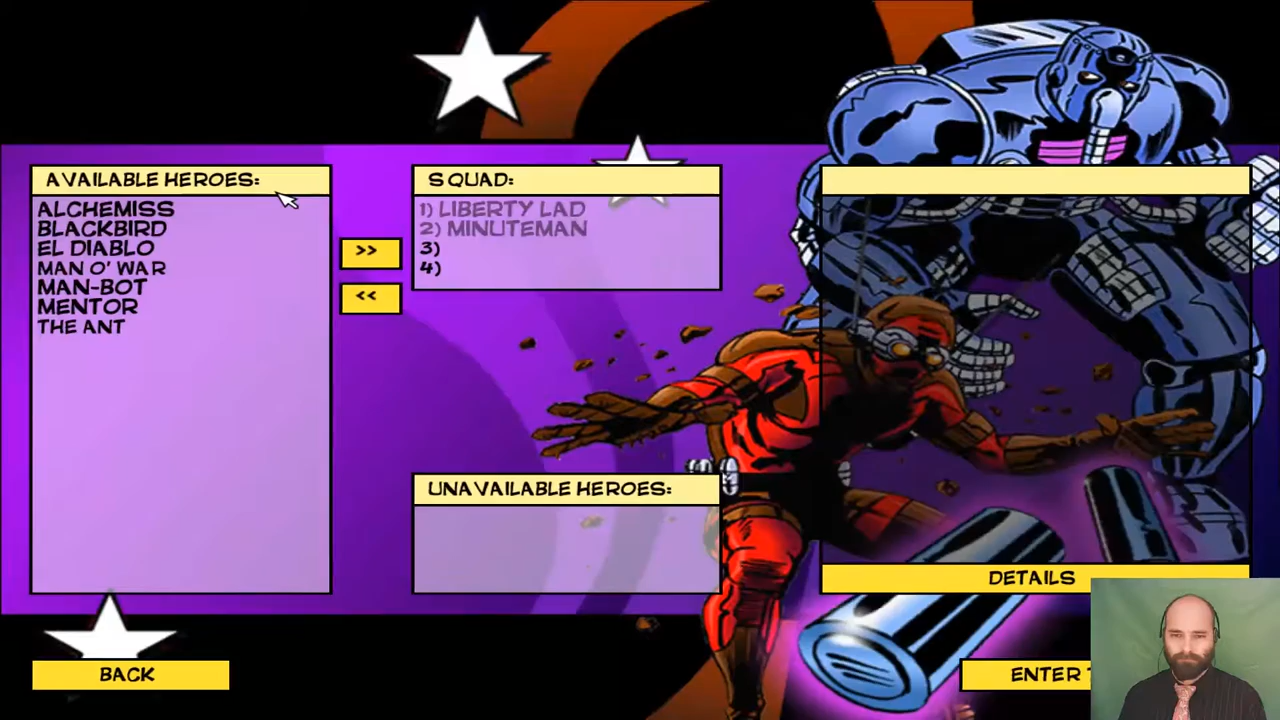 AVAILABLE HEROES:
ALCHEMISS
BLACKBIRD
EL DIABLO
MAN O' WAR
MAN-BOT
MENTOR
THE ANT
>>
<<
SQUAD:
1) LIBERTY LAD
2) MINUTEMAN
3)
4)
UNAVAILABLE HEROES:
DETAILS
BACK
ENTER